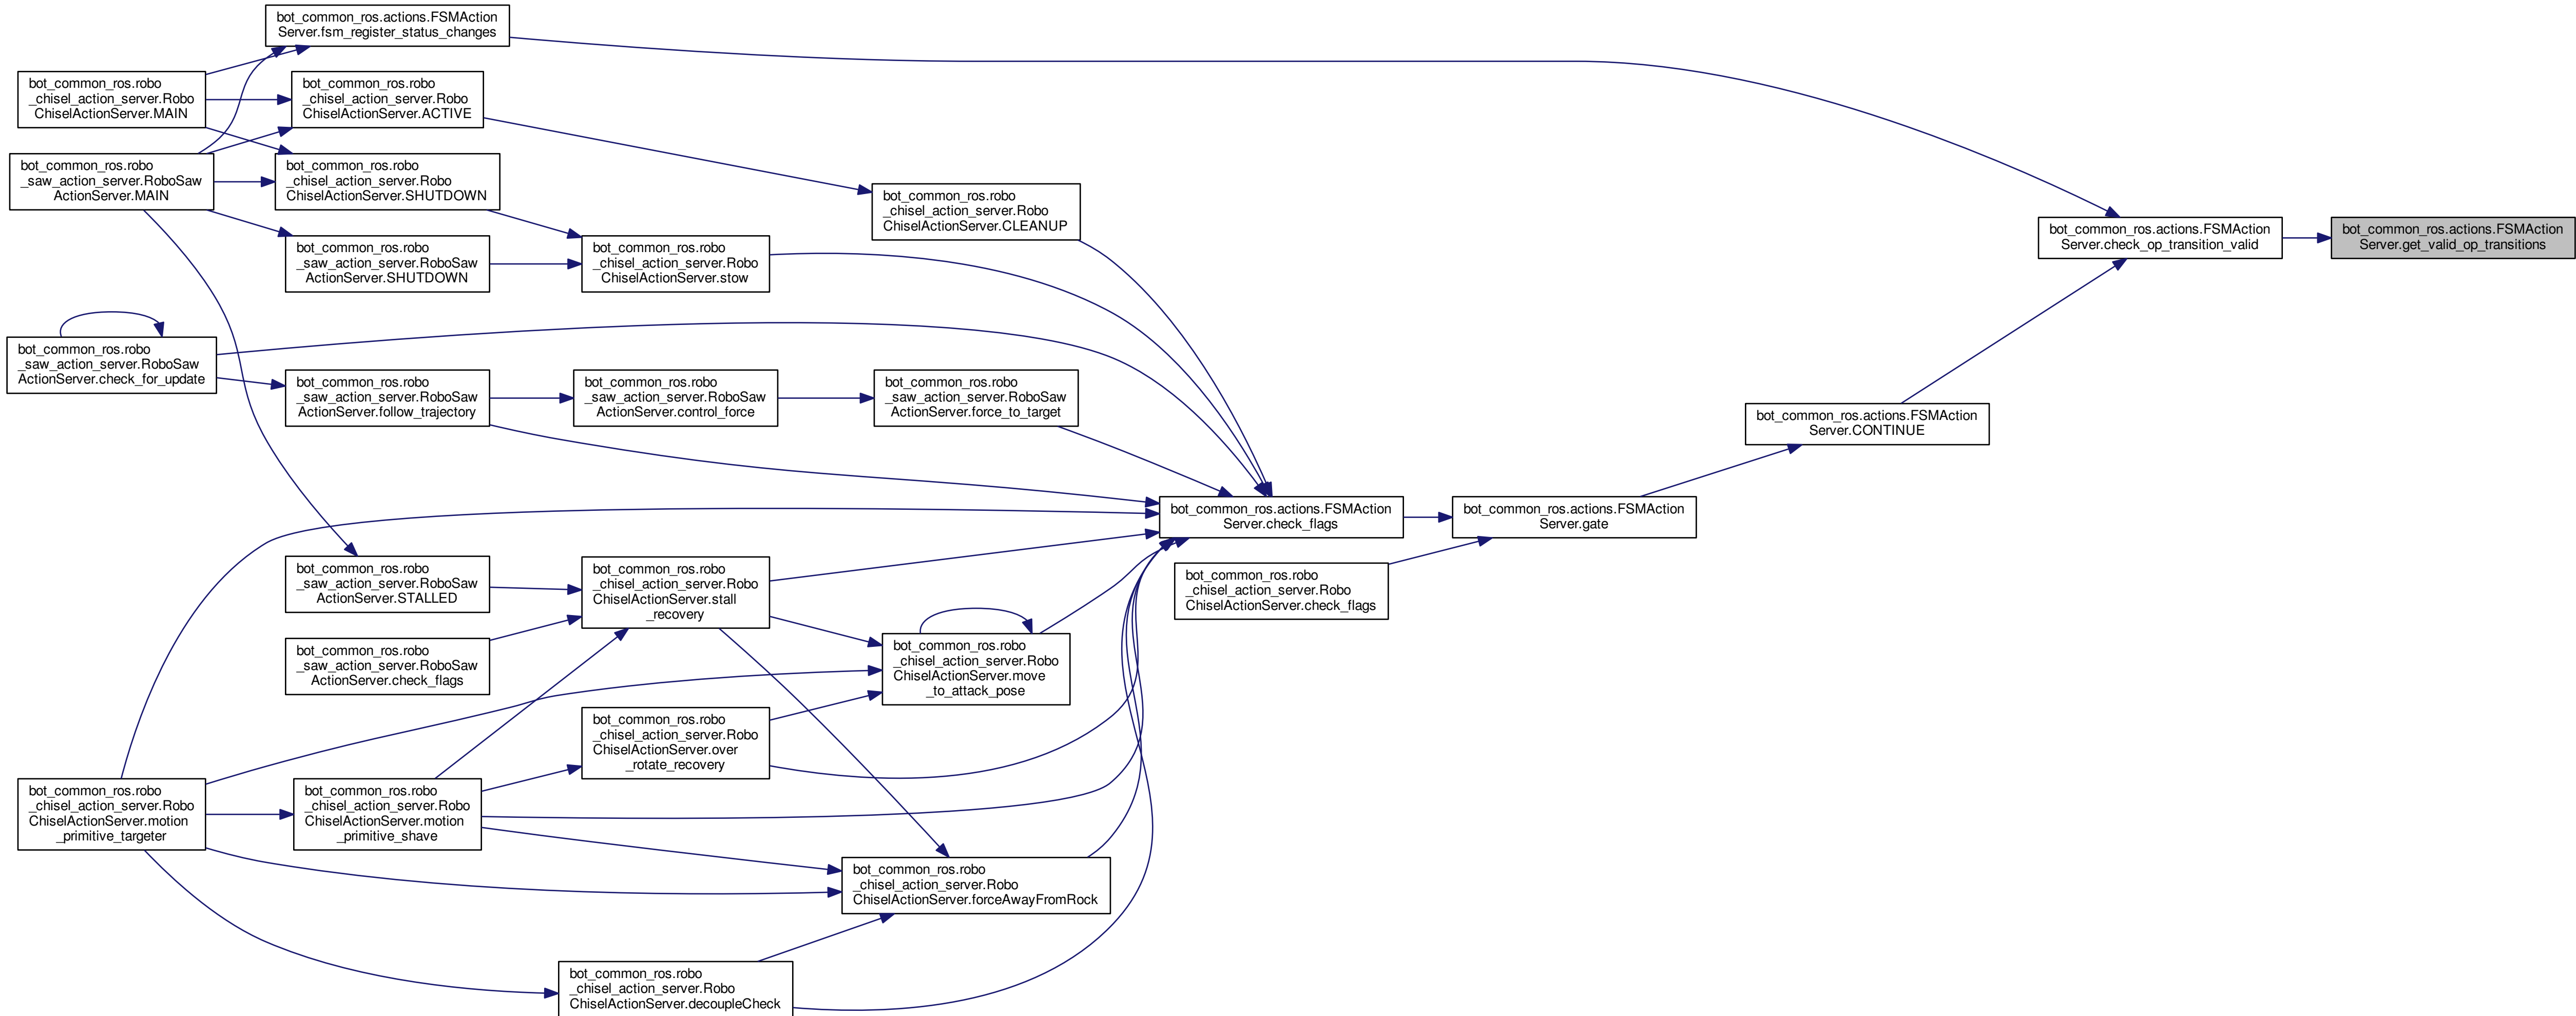 bot_common_ros.actions.FSMAction
Server.fsm_register_status_changes
bot_common_ros.robo
_chisel_action_server.Robo
ChiselActionServer.MAIN
bot_common_ros.robo
_chisel_action_server.Robo
ChiselActionServer.ACTIVE
bot_common_ros.robo
_saw_action_server.RoboSaw
ActionServer.MAIN
bot_common_ros.robo
_chisel_action_server.Robo
ChiselActionServer.SHUTDOWN
bot_common_ros.robo
_chisel_action_server.Robo
ChiselActionServer.CLEANUP
bot_common_ros.actions.FSMAction
Server.check_op_transition_valid
bot_common_ros.actions.FSMAction
Server.get_valid_op_transitions
bot_common_ros.robo
_saw_action_server.RoboSaw
ActionServer.SHUTDOWN
bot_common_ros.robo
_chisel_action_server.Robo
ChiselActionServer.stow
bot_common_ros.robo
_saw_action_server.RoboSaw
ActionServer.check_for_update
bot_common_ros.robo
_saw_action_server.RoboSaw
ActionServer.follow_trajectory
bot_common_ros.robo
_saw_action_server.RoboSaw
ActionServer.control_force
bot_common_ros.robo
_saw_action_server.RoboSaw
ActionServer.force_to_target
bot_common_ros.actions.FSMAction
Server.CONTINUE
bot_common_ros.actions.FSMAction
Server.check_flags
bot_common_ros.actions.FSMAction
Server.gate
bot_common_ros.robo
_saw_action_server.RoboSaw
ActionServer.STALLED
bot_common_ros.robo
_chisel_action_server.Robo
ChiselActionServer.stall
_recovery
bot_common_ros.robo
_chisel_action_server.Robo
ChiselActionServer.check_flags
bot_common_ros.robo
_saw_action_server.RoboSaw
ActionServer.check_flags
bot_common_ros.robo
_chisel_action_server.Robo
ChiselActionServer.move
_to_attack_pose
bot_common_ros.robo
_chisel_action_server.Robo
ChiselActionServer.over
_rotate_recovery
bot_common_ros.robo
_chisel_action_server.Robo
ChiselActionServer.motion
_primitive_targeter
bot_common_ros.robo
_chisel_action_server.Robo
ChiselActionServer.motion
_primitive_shave
bot_common_ros.robo
_chisel_action_server.Robo
ChiselActionServer.forceAwayFromRock
bot_common_ros.robo
_chisel_action_server.Robo
ChiselActionServer.decoupleCheck